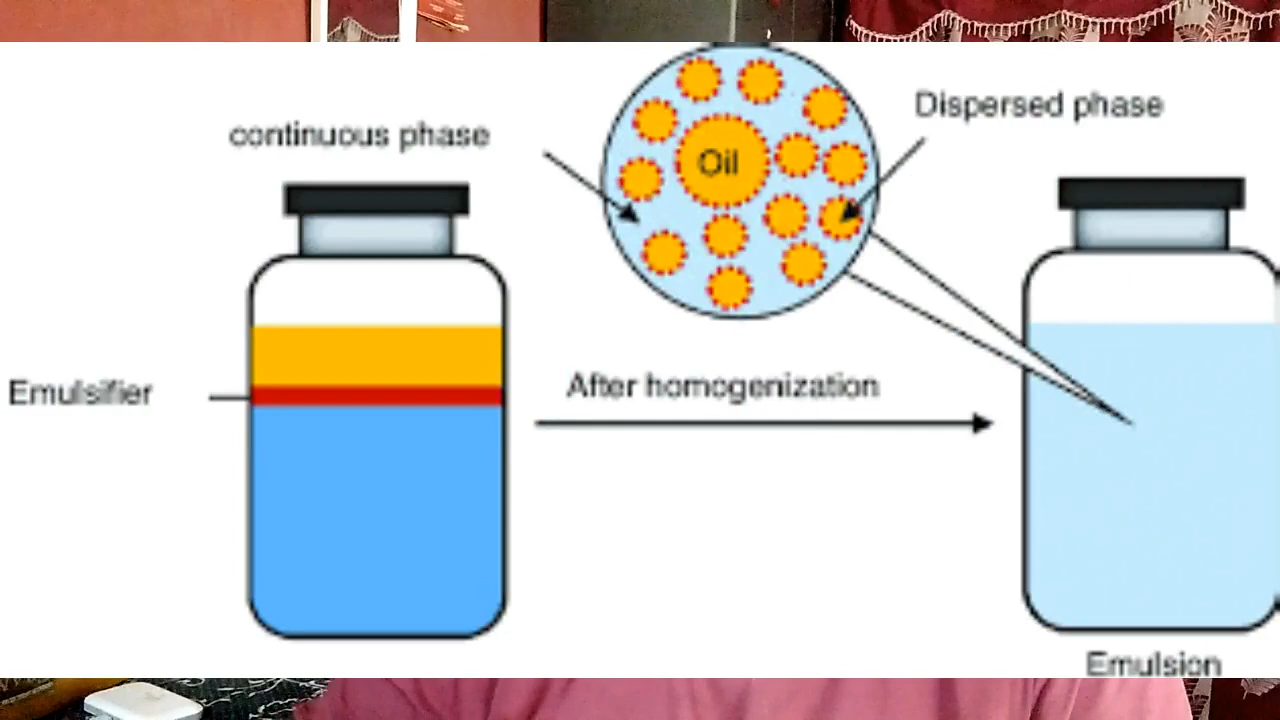 continuous phase
Oil
Dispersed phase
Emulsifier
After homogenization
Emulsion